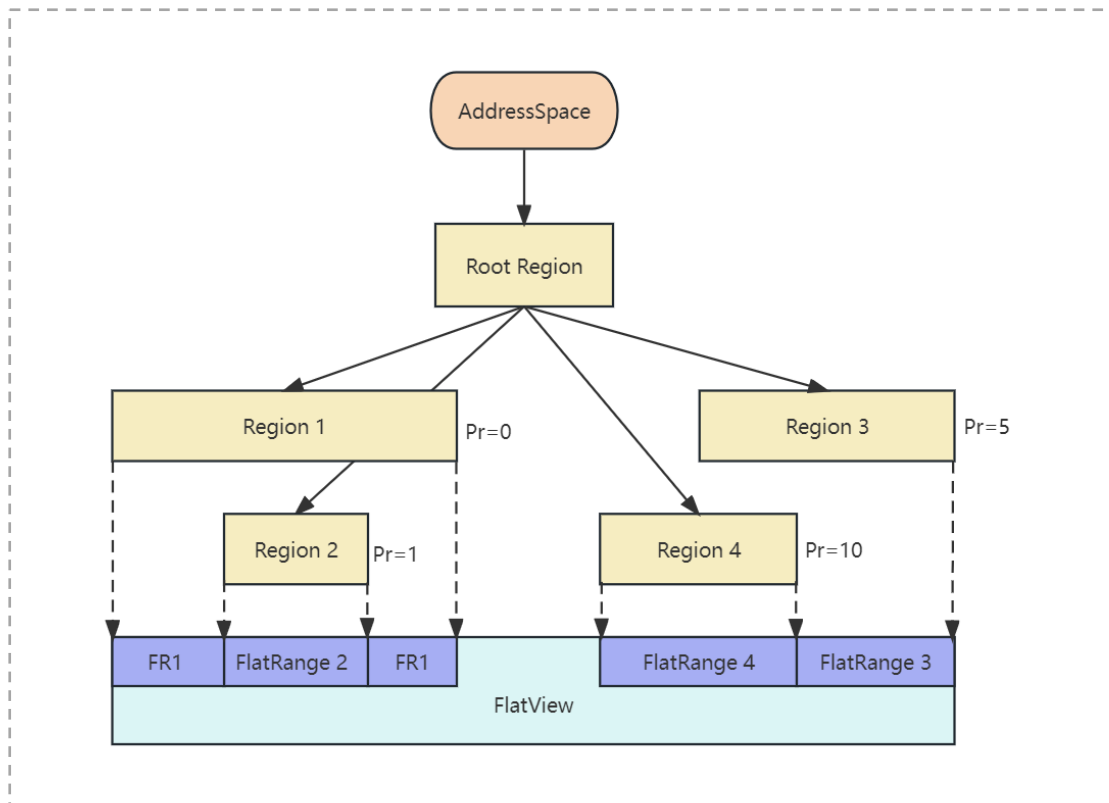 AddressSpace
Root Region
Region 1
Pr=0
Region 3
Pr=5
Region 2
Pr=1
Region 4
Pr=10
FR1
FlatRange 2
FR1
FlatRange 4
FlatRange 3
FlatView